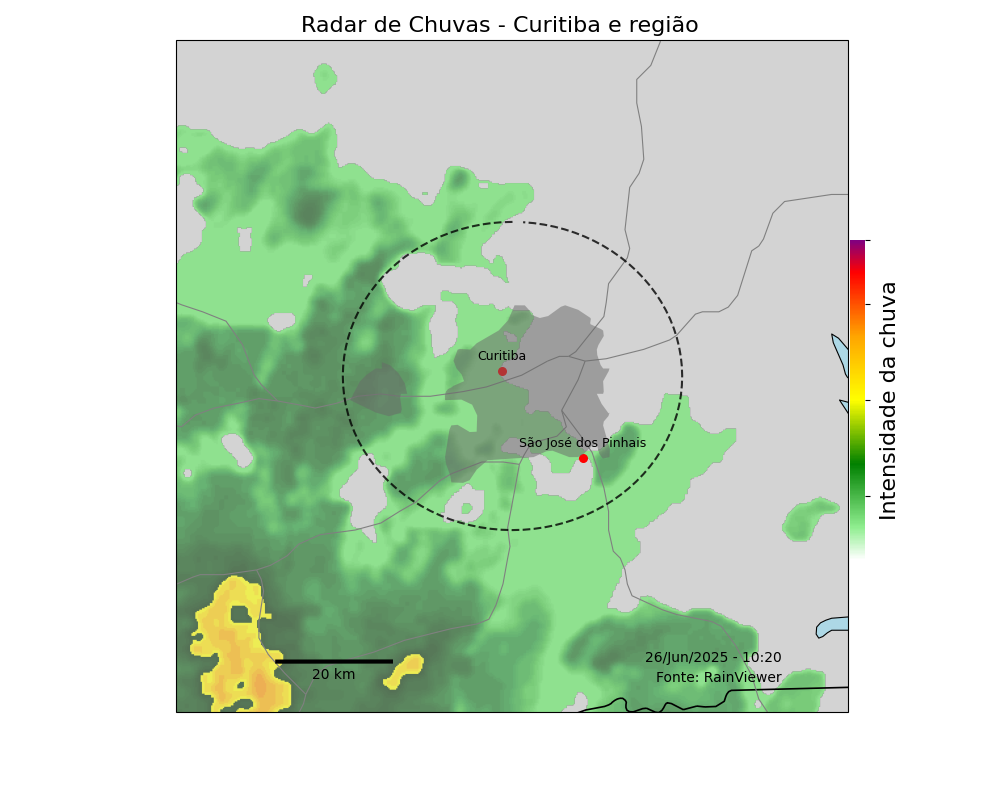 Radar de Chuvas - Curitiba e região
Curitiba
São José dos Pinhais
Intensidade da chuva
26/Jun/2025 - 10:20
20 km
Fonte: RainViewer